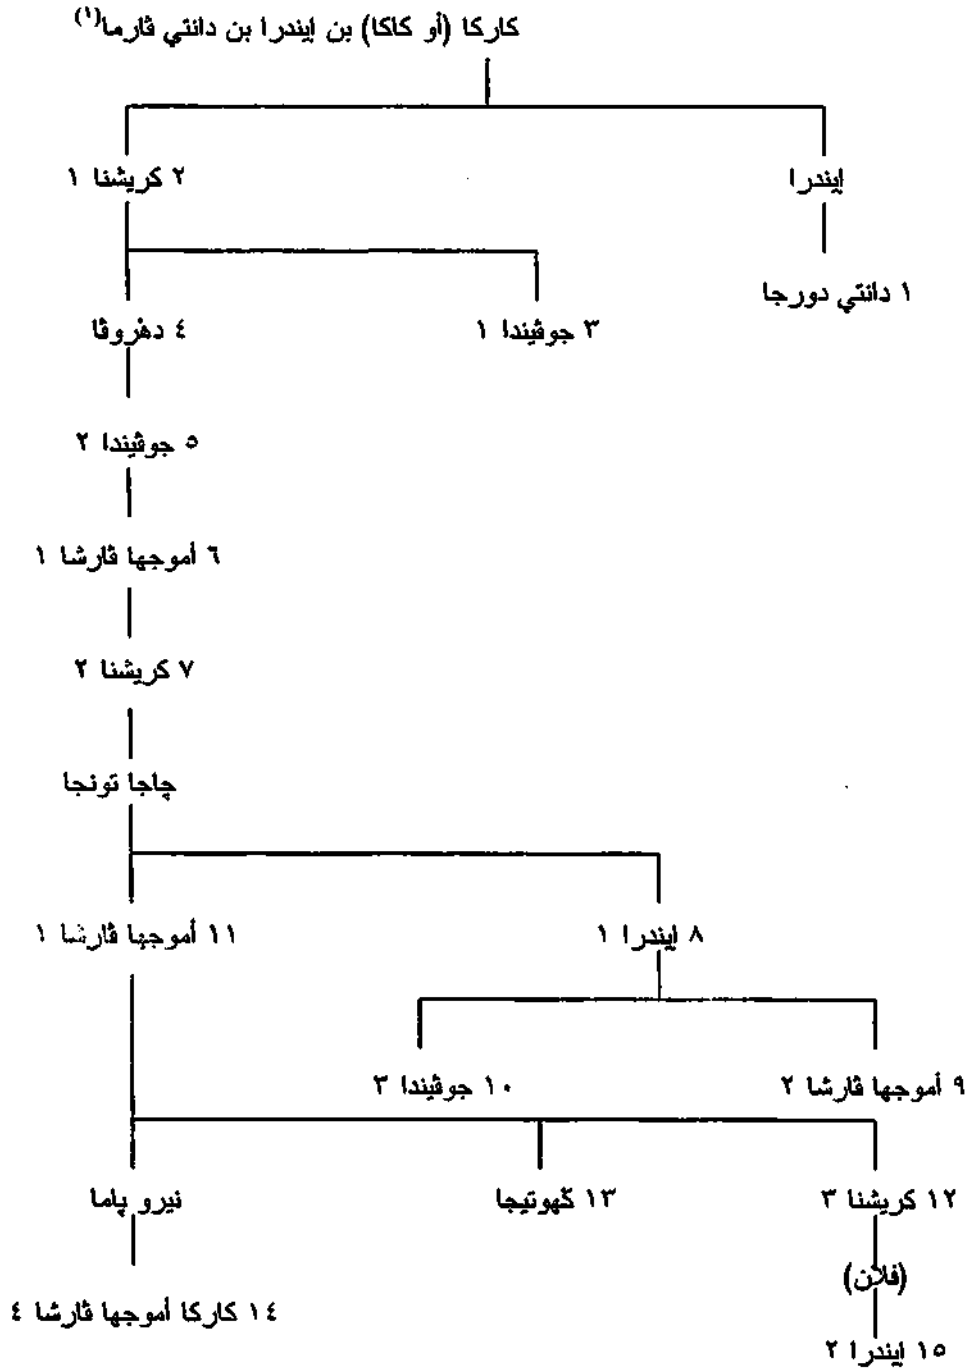 كاركا (أو كاكا) بن إيندرا بن دانتي ڤارما(١)
إيندرا
٢ كريشنا ١
١ دانتي دورجا
٣ جوڤيندا ١
٤ دهروڤا
٥ جوڤيندا ٢
٦ أموجها ڤارشا ١
٧ كريشنا ٢
چاجا تونجا
٨ ايندرا ١
١١ أموجها ڤارشا ١
٩ أموجها ڤارشا ٢
١٠ جوڤيندا ٣
١٢ كريشنا ٣
١٣ كهوتيجا
نيرو پاما
(فلان)
١٤ كاركا أموجها ڤارشا ٤
١٥ ايندرا ٢